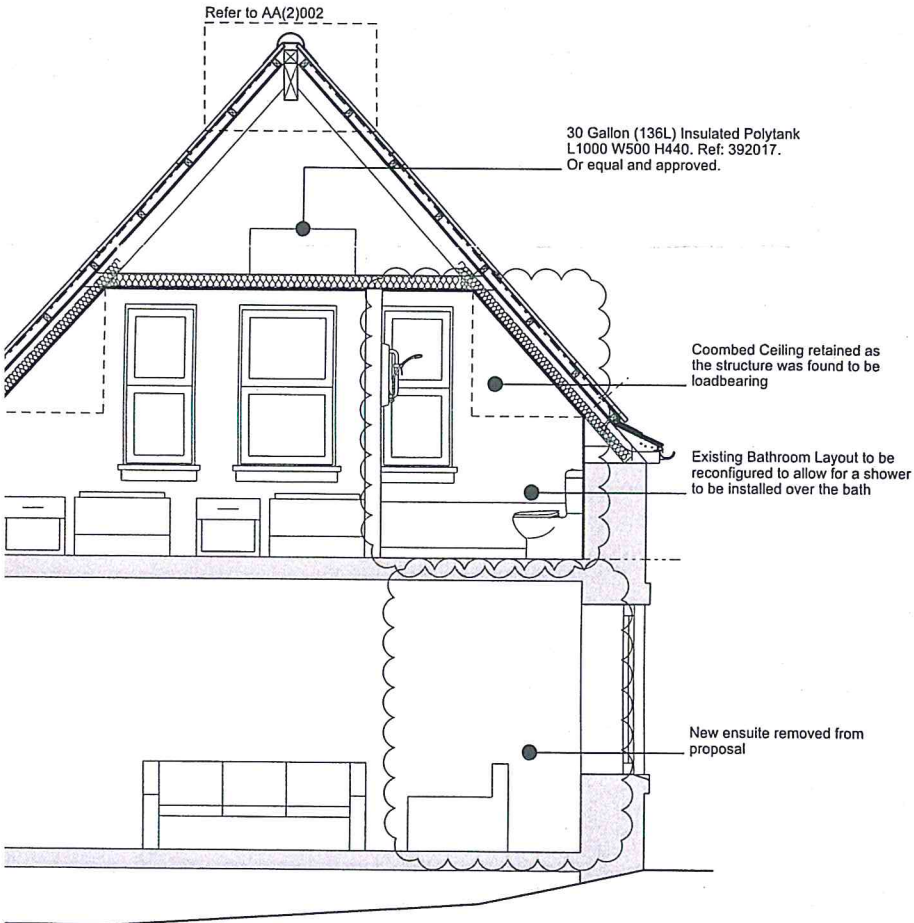 Refer to AA(2)002
30 Gallon (136L) Insulated Polytank
L1000 W500 H440. Ref: 392017.
Or equal and approved.
Coombed Ceiling retained as
the structure was found to be
loadbearing
Existing Bathroom Layout to be
reconfigured to allow for a shower
to be installed over the bath
New ensuite removed from
proposal